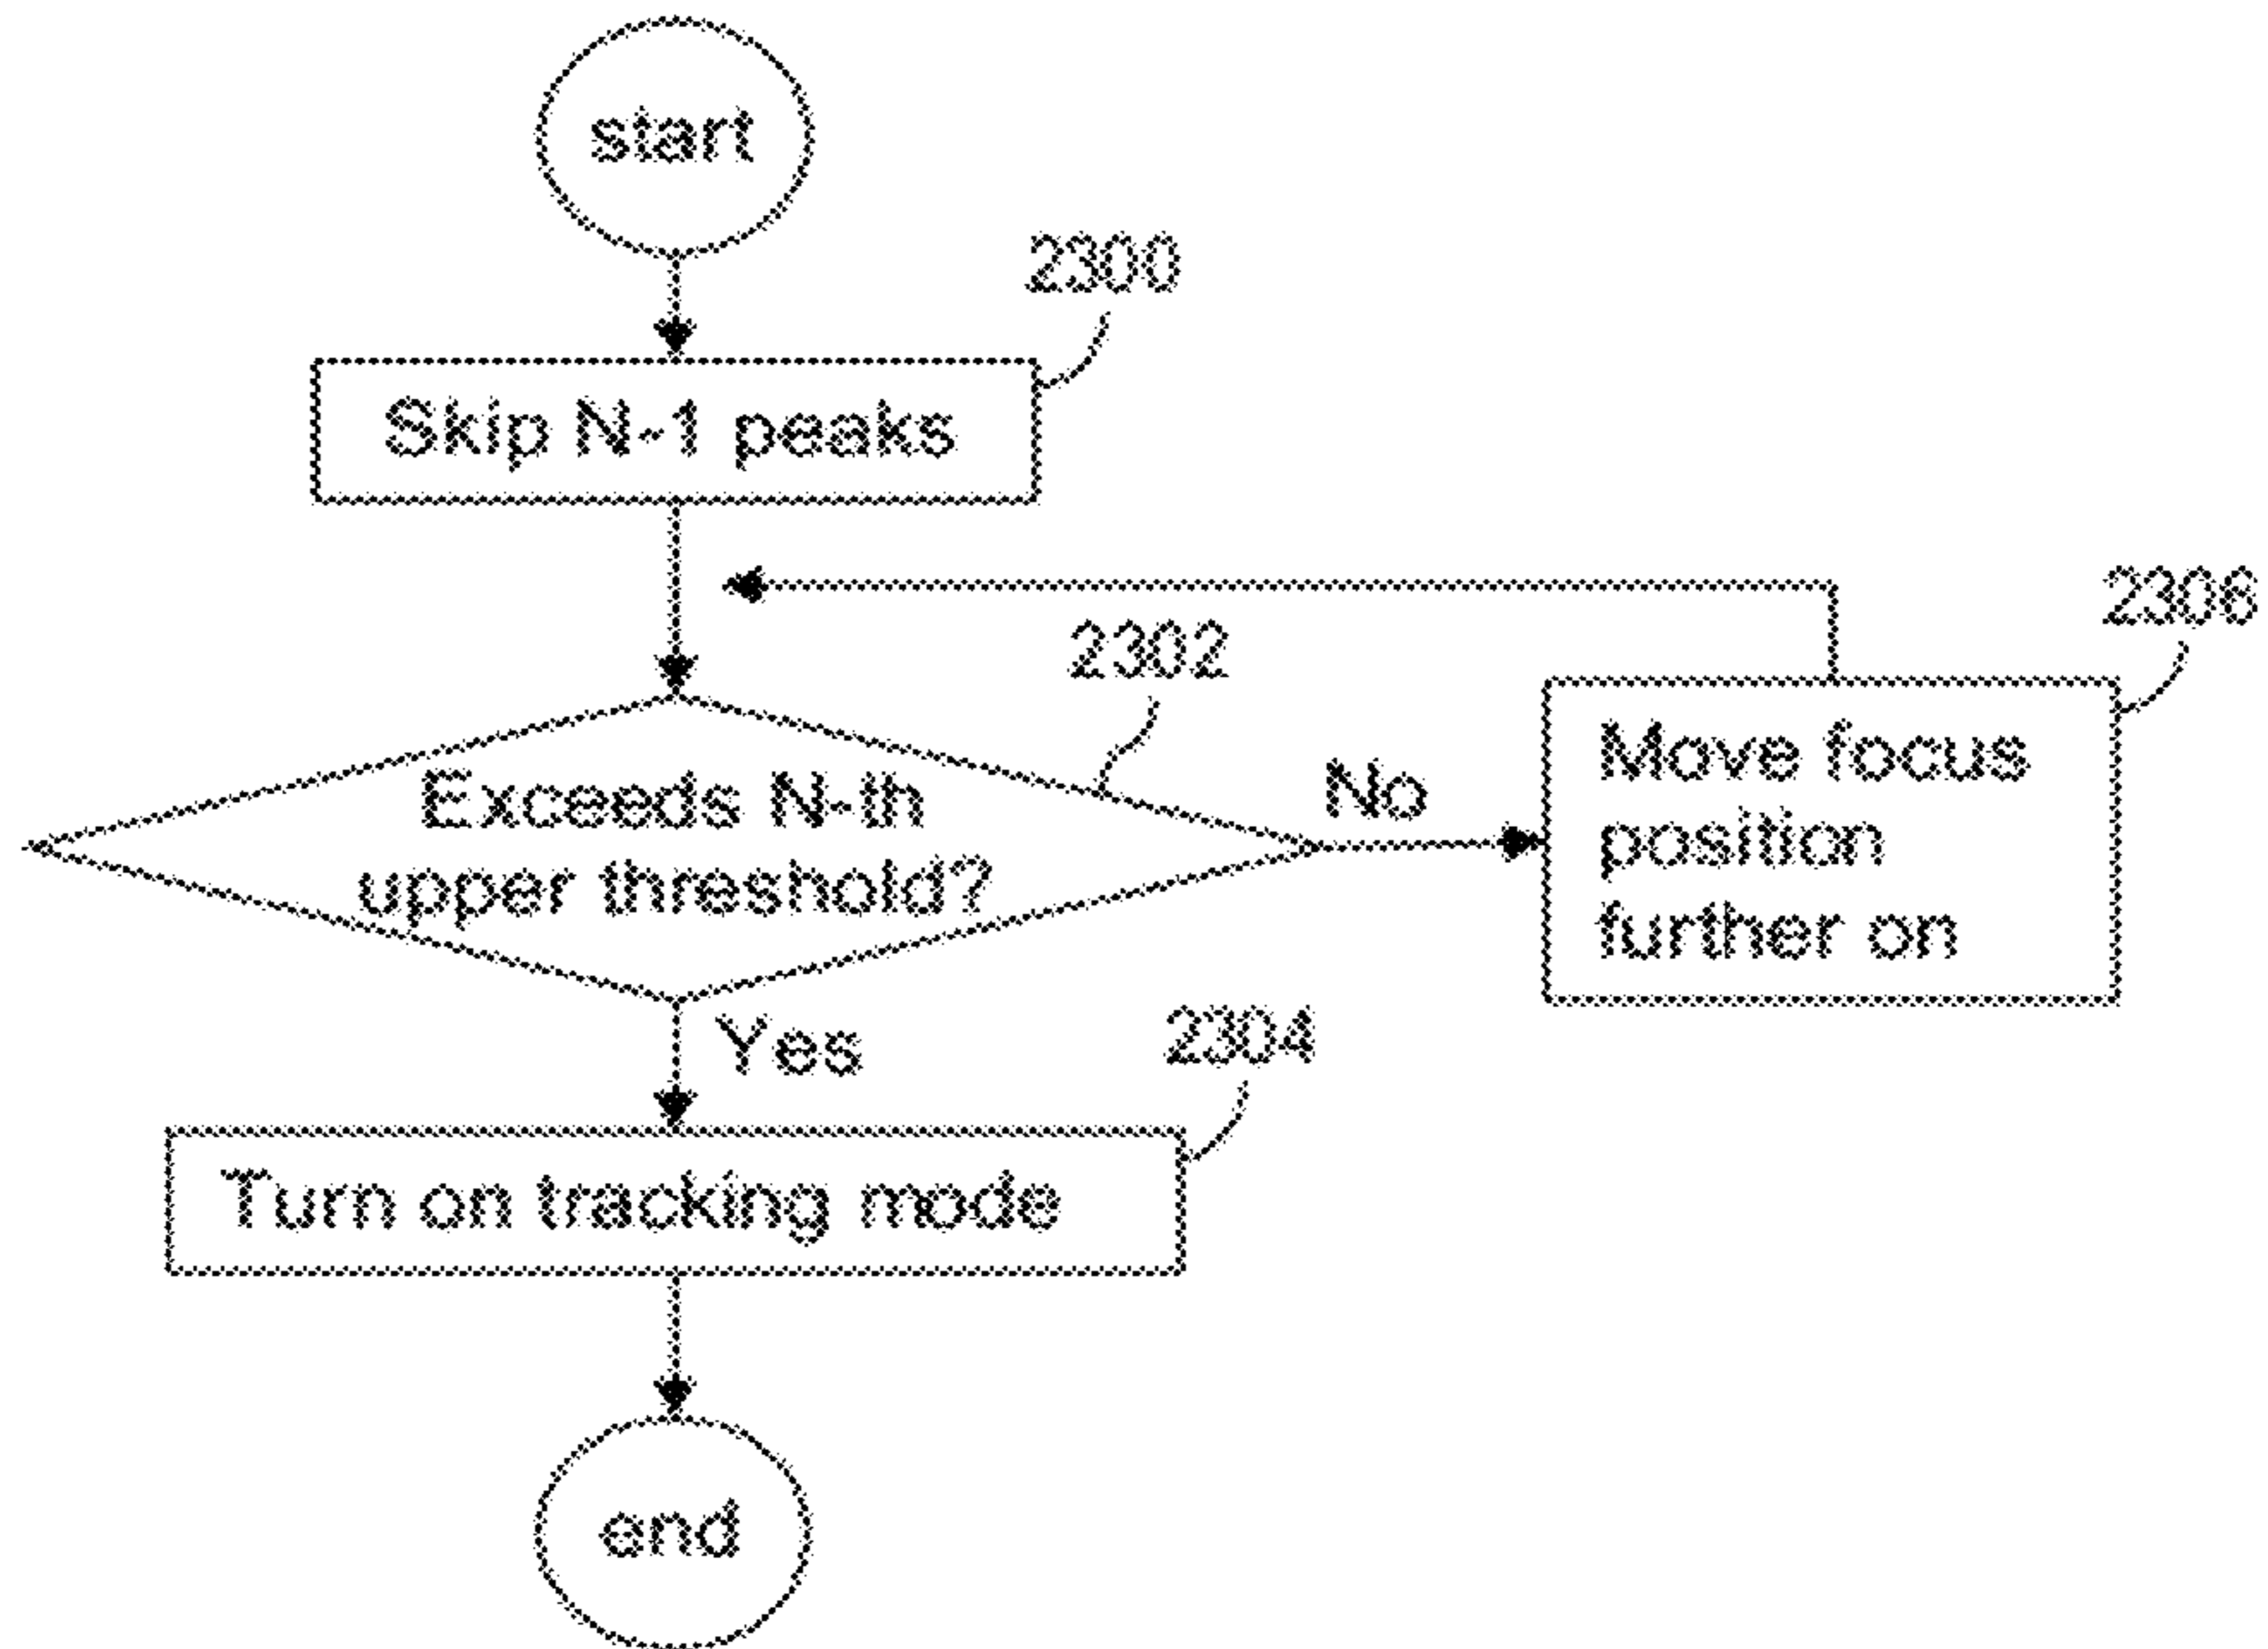 start
2300
Skip N-1 peaks
2306
2302
Exceeds N-th
upper threshold?
No
Move focus
position
further on
Yes
2304
Turn on tracking mode
end